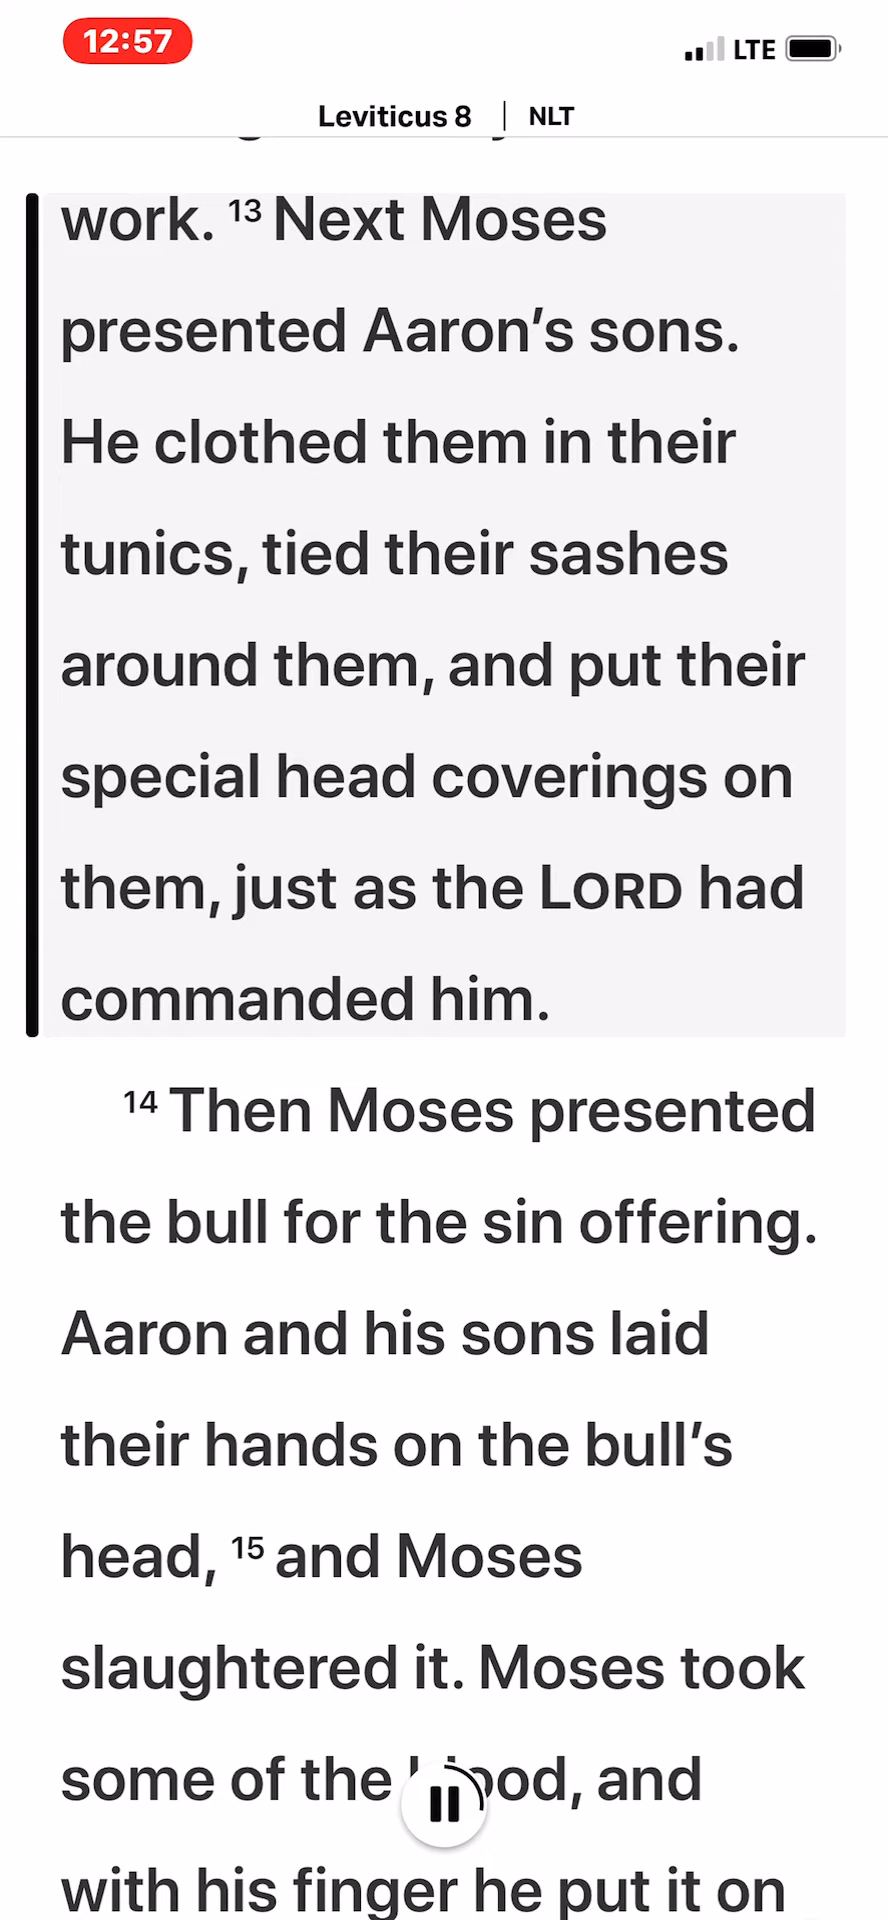 12:57
LTE
Leviticus 8 | NLT
work. 13 Next Moses
presented Aaron’s sons.
He clothed them in their
tunics, tied their sashes
around them, and put their
special head coverings on
them, just as the LORD had
commanded him.
14 Then Moses presented
the bull for the sin offering.
Aaron and his sons laid
their hands on the bull’s
head, 15 and Moses
slaughtered it. Moses took
some of the blood, and
with his finger he put it on